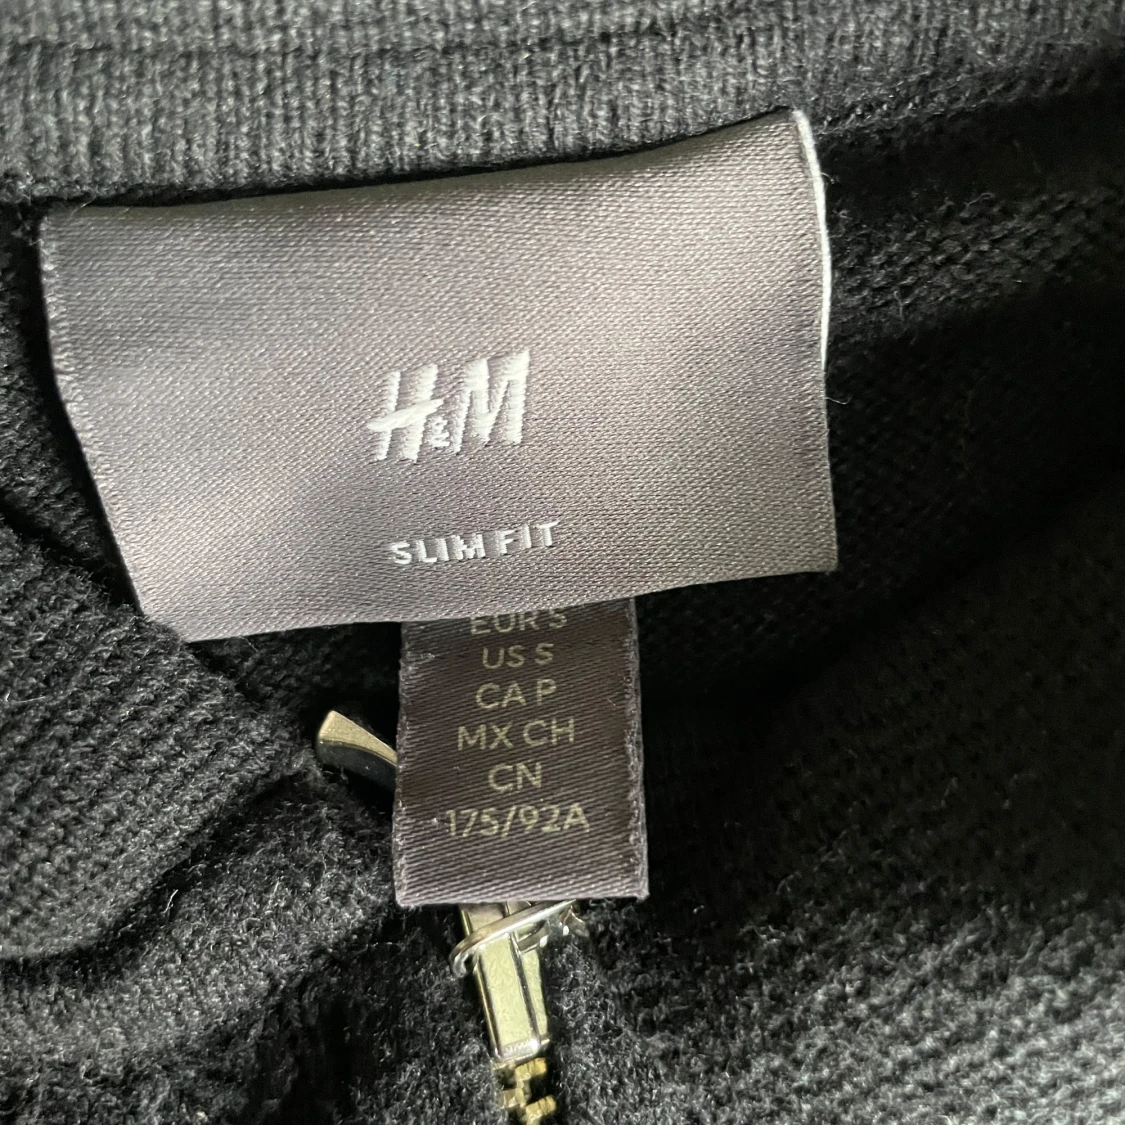 H&M
SLIM FIT
EUR S
US S
CA P
MX CH
CN
175/92A